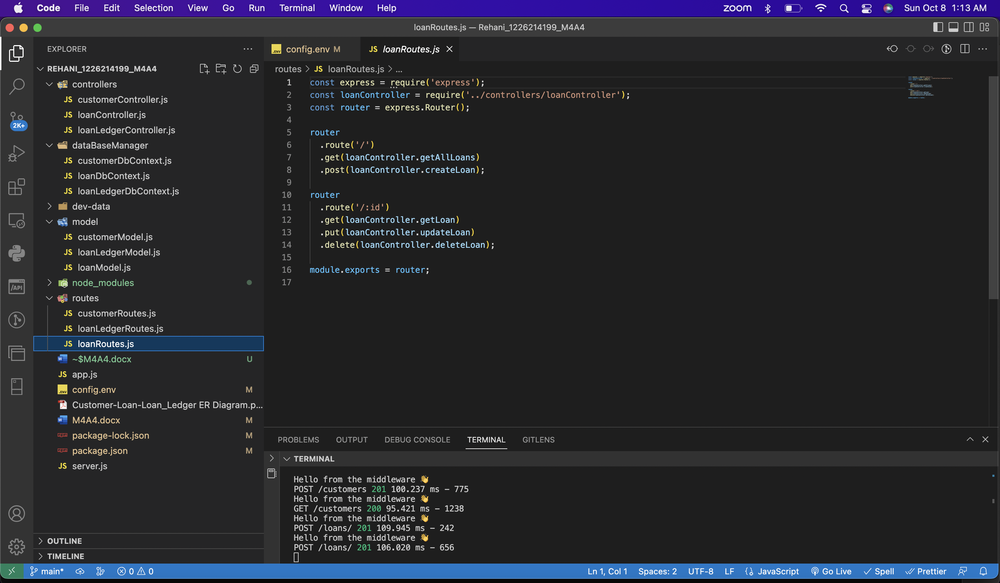 Code File Edit Selection View Go Run Terminal Window Help zoom Sun Oct 8 1:13 AM
loanRoutes.js — Rehani_1226214199_M4A4
EXPLORER
REHANI_1226214199_M4A4
controllers
JS customerController.js
JS loanController.js
JS loanLedgerController.js
dataBaseManager
JS customerDbContext.js
JS loanDbContext.js
JS loanLedgerDbContext.js
dev-data
model
JS customerModel.js
JS loanLedgerModel.js
JS loanModel.js
node_modules
routes
JS customerRoutes.js
JS loanLedgerRoutes.js
JS loanRoutes.js
~$M4A4.docx U
JS app.js
.ENV config.env M
Customer-Loan-Loan_Ledger ER Diagram.p...
M4A4.docx M
package-lock.json M
package.json M
JS server.js
OUTLINE
TIMELINE
2K+
/API
.ENV config.env M JS loanRoutes.js
routes > JS loanRoutes.js > ...
1 const express = require('express');
2 const loanController = require('../controllers/loanController');
3 const router = express.Router();
4
5 router
6 .route('/')
7 .get(loanController.getAllLoans)
8 .post(loanController.createLoan);
9
10 router
11 .route('/:id')
12 .get(loanController.getLoan)
13 .put(loanController.updateLoan)
14 .delete(loanController.deleteLoan);
15
16 module.exports = router;
17
PROBLEMS OUTPUT DEBUG CONSOLE TERMINAL GITLENS
TERMINAL
Hello from the middleware 👋
POST /customers 201 100.237 ms - 775
Hello from the middleware 👋
GET /customers 200 95.421 ms - 1238
Hello from the middleware 👋
POST /loans/ 201 109.945 ms - 242
Hello from the middleware 👋
POST /loans/ 201 106.020 ms - 656
main* 0 0 Ln 1, Col 1 Spaces: 2 UTF-8 LF JavaScript Go Live Spell Prettier